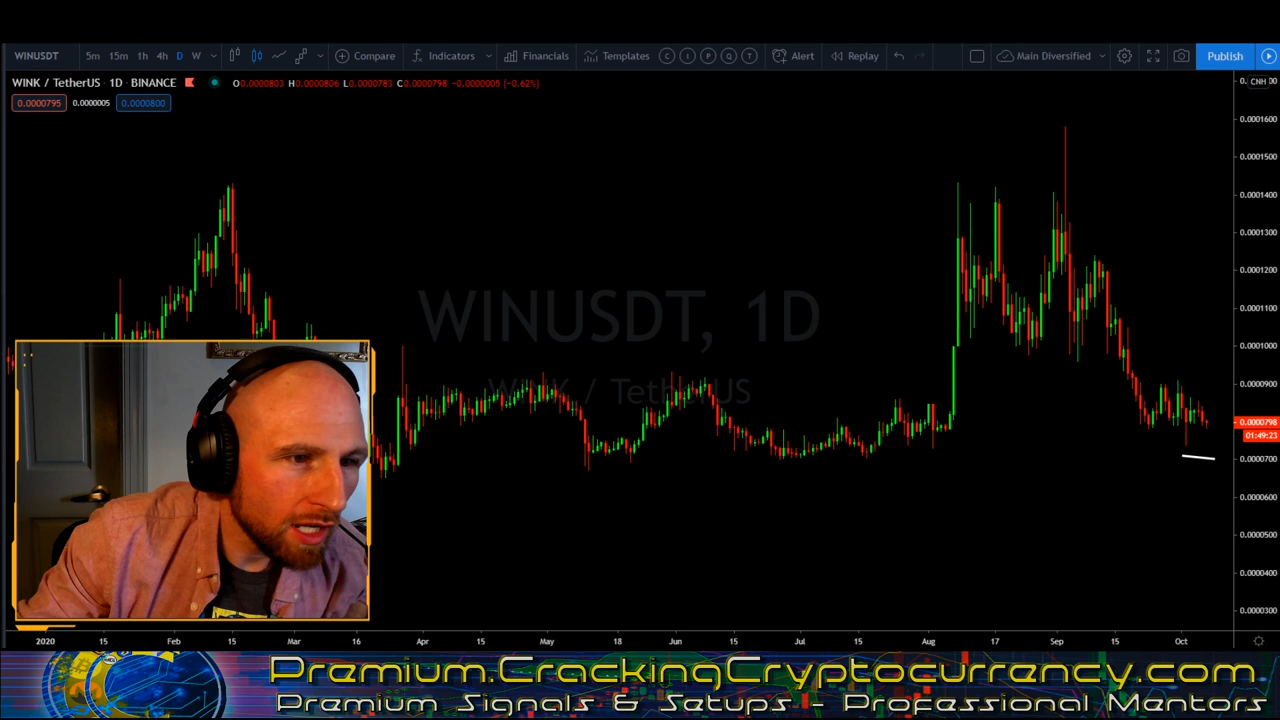 WINUSDT 5m 15m 1h 4h D W Compare Indicators Financials Templates C I P Q T Alert Replay Main Diversified Publish
WINK / TetherUS · 1D · BINANCE O0.0000803 H0.0000806 L0.0000783 C0.0000798 -0.0000005 (-0.62%)
0.0000795 0.0000005 0.0000800
CNH
0.0001600
0.0001500
0.0001400
0.0001300
0.0001200
0.0001100
0.0001000
0.0000900
0.0000798
01:49:23
0.0000700
0.0000600
0.0000500
0.0000400
0.0000300
WINUSDT, 1D
WINK / TetherUS
2020 15 Feb 15 Mar 16 Apr 15 May 18 Jun 15 Jul 15 Aug 17 Sep 15 Oct
Premium.CrackingCryptocurrency.com
Premium Signals & Setups - Professional Mentors